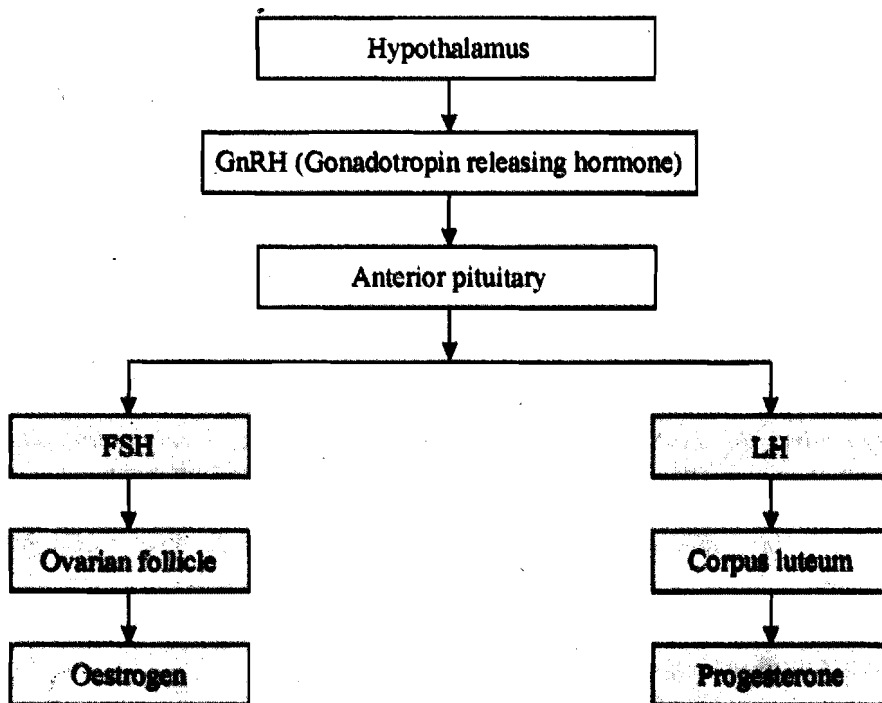 Hypothalamus
GnRH (Gonadotropin releasing hormone)
Anterior pituitary
FSH
LH
Ovarian follicle
Corpus luteum
Oestrogen
Progesterone